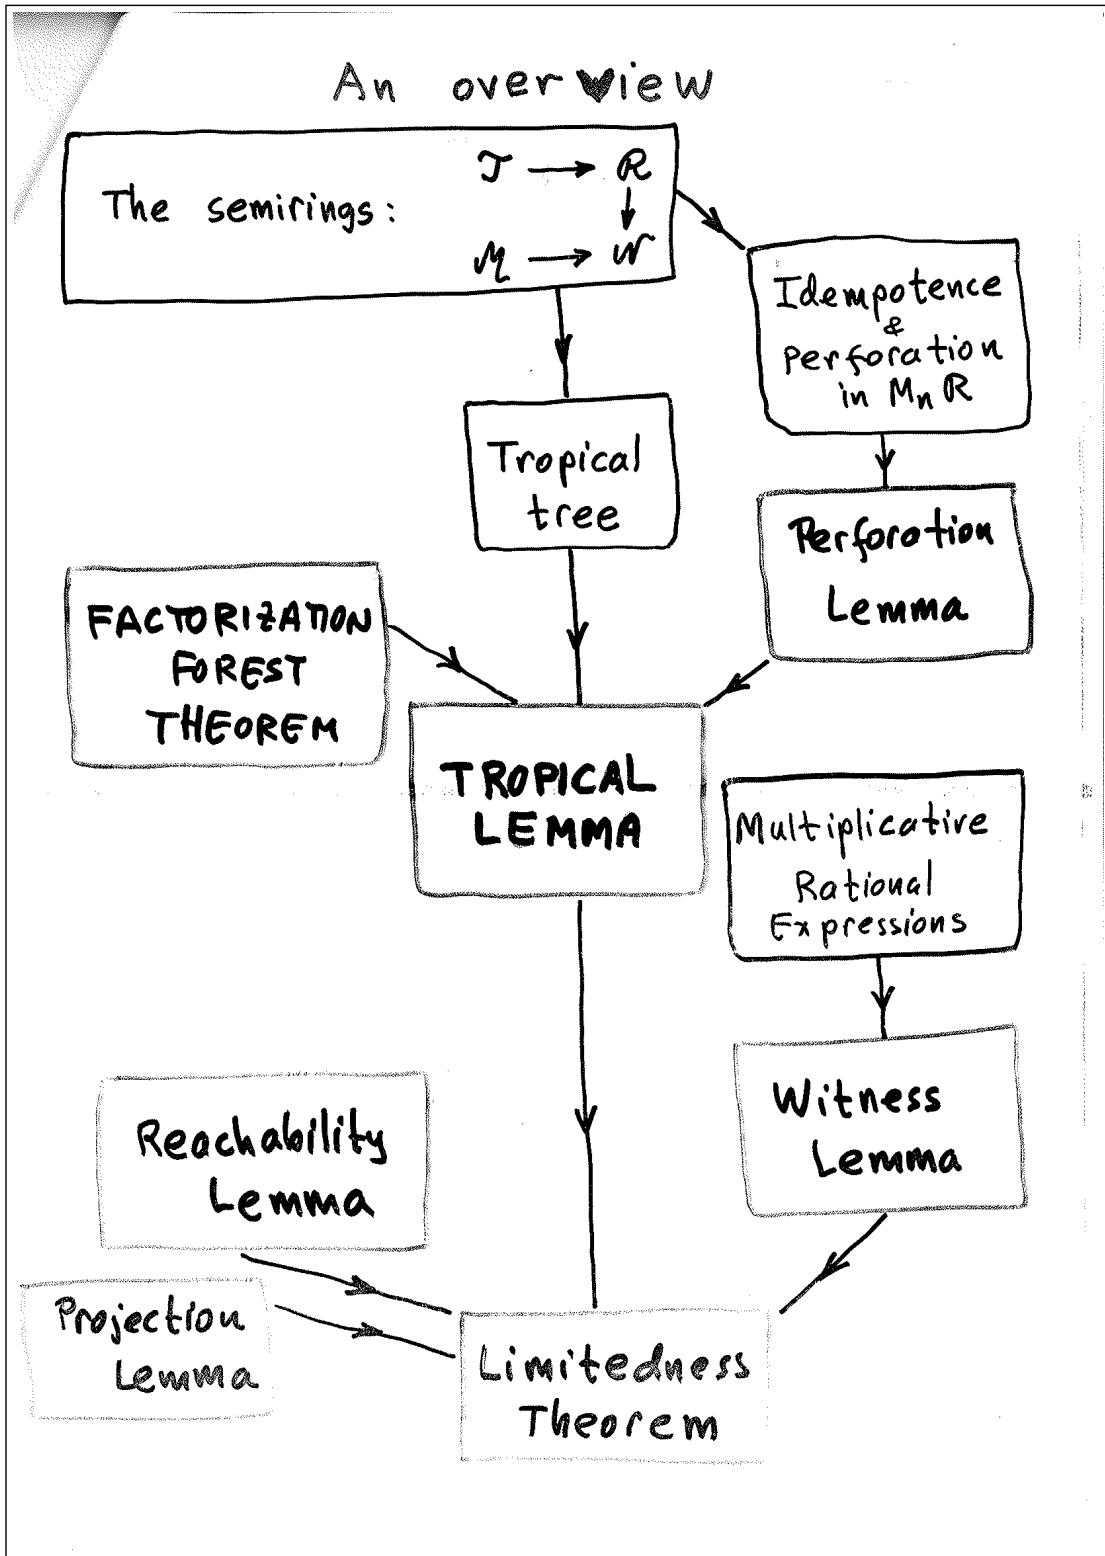 An overview
The semirings: 𝒯 → ℛ
↓
ℳ → 𝒩
Idempotence
&
Perforation
in Mₙ ℛ
Tropical
tree
Perforation
Lemma
FACTORIZATION
FOREST
THEOREM
TROPICAL
LEMMA
Multiplicative
Rational
Expressions
Witness
Lemma
Reachability
Lemma
Projection
Lemma
Limitedness
Theorem